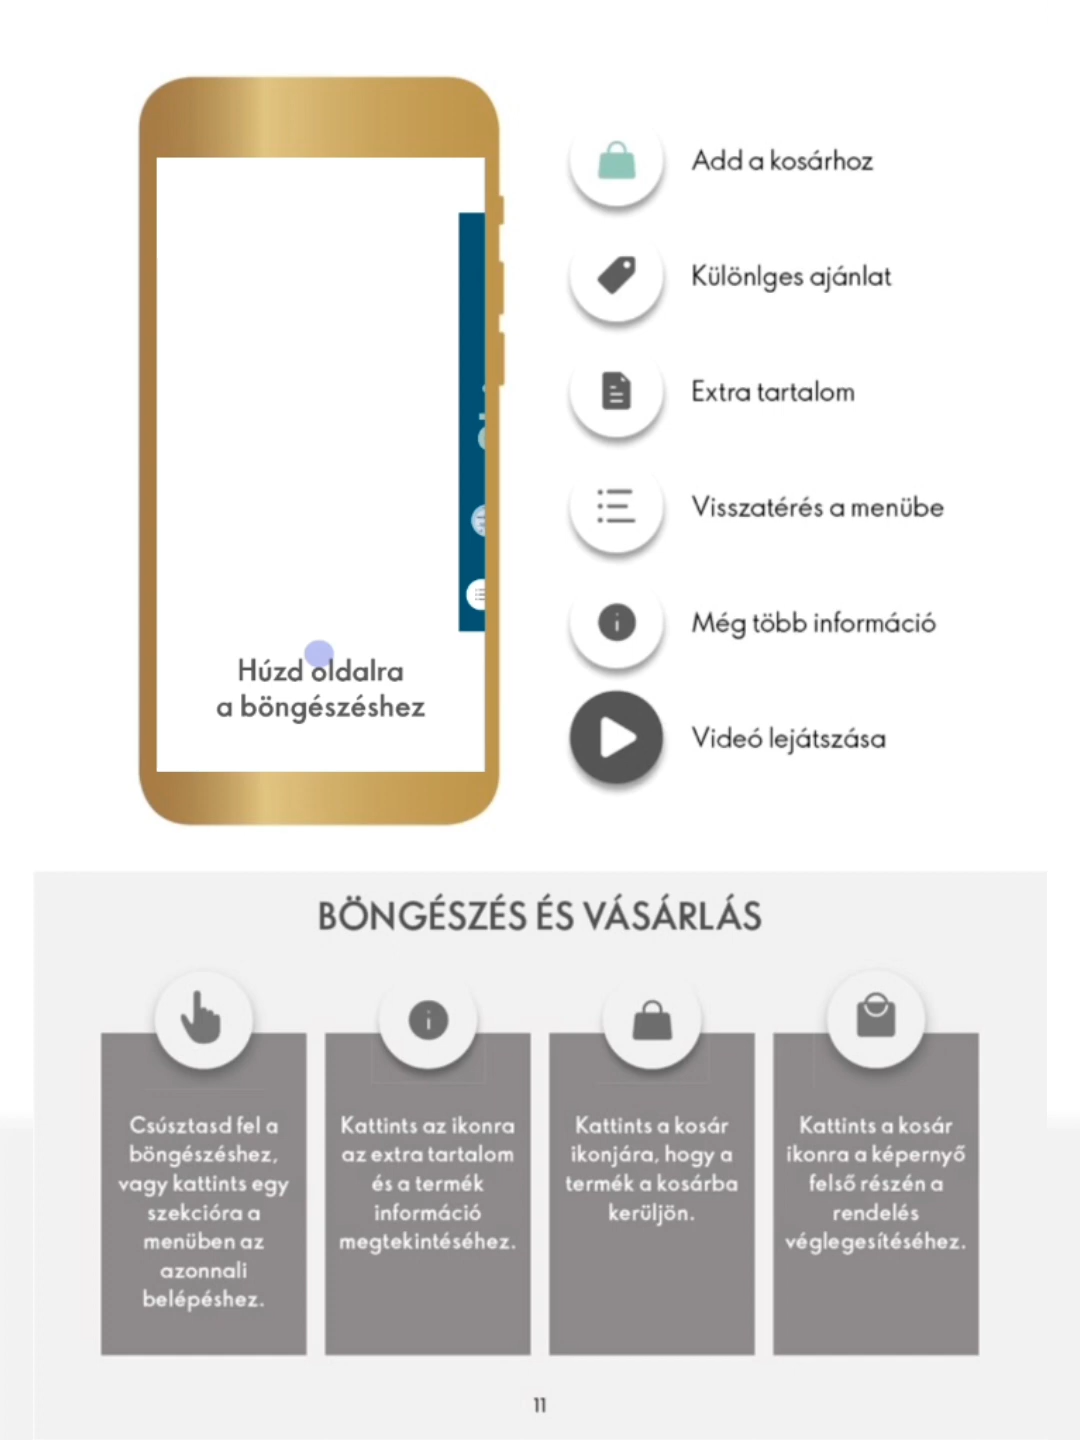 Add a kosárhoz
Különlges ajánlat
Extra tartalom
Visszatérés a menübe
Még több információ
Videó lejátszása
Húzd oldalra
a böngészéshez
BÖNGÉSZÉS ÉS VÁSÁRLÁS
Csúsztasd fel a
böngészéshez,
vagy kattints egy
szekcióra a
menüben az
azonnali
belépéshez.
Kattints az ikonra
az extra tartalom
és a termék
információ
megtekintéséhez.
Kattints a kosár
ikonjára, hogy a
termék a kosárba
kerüljön.
Kattints a kosár
ikonra a képernyő
felső részén a
rendelés
véglegesítéséhez.
11